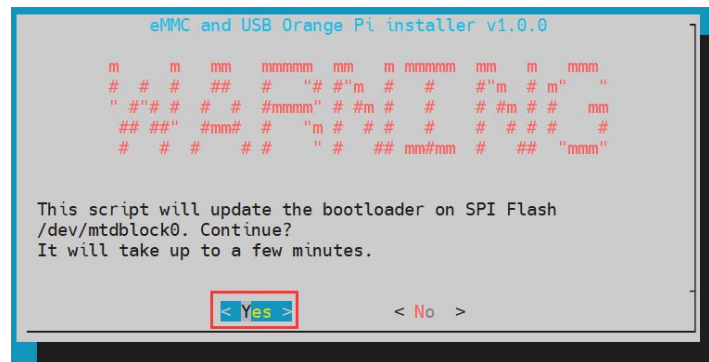 eMMC and USB Orange Pi installer v1.0.0
WARNING
This script will update the bootloader on SPI Flash
/dev/mtdblock0. Continue?
It will take up to a few minutes.
< Yes > < No >